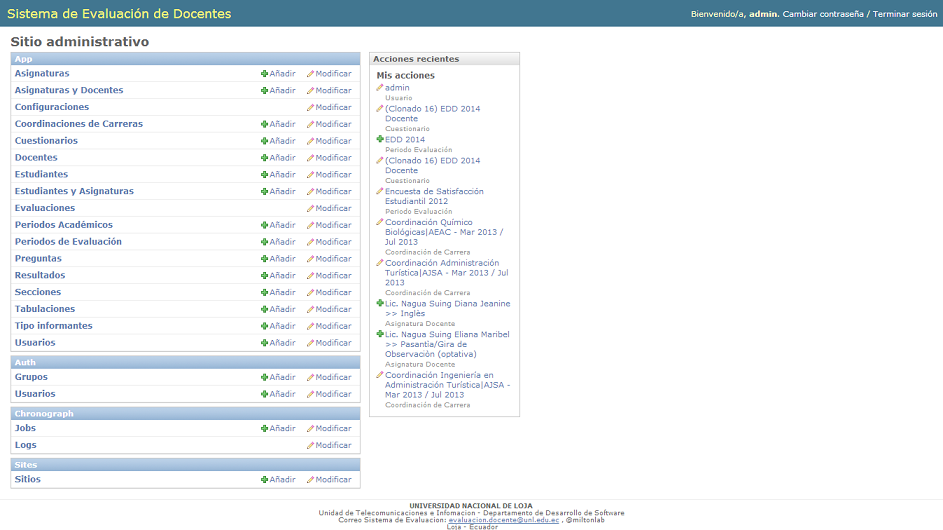 Sistema de Evaluación de Docentes
Bienvenido/a, admin. Cambiar contraseña / Terminar sesión
Sitio administrativo
App
Asignaturas Añadir Modificar
Asignaturas y Docentes Añadir Modificar
Configuraciones Modificar
Coordinaciones de Carreras Añadir Modificar
Cuestionarios Añadir Modificar
Docentes Añadir Modificar
Estudiantes Añadir Modificar
Estudiantes y Asignaturas Añadir Modificar
Evaluaciones Modificar
Periodos Académicos Añadir Modificar
Periodos de Evaluación Añadir Modificar
Preguntas Añadir Modificar
Resultados Añadir Modificar
Secciones Añadir Modificar
Tabulaciones Añadir Modificar
Tipo informantes Añadir Modificar
Usuarios Añadir Modificar
Auth
Grupos Añadir Modificar
Usuarios Añadir Modificar
Chronograph
Jobs Añadir Modificar
Logs Modificar
Sites
Sitios Añadir Modificar
Acciones recientes
Mis acciones
admin
Usuario
(Clonado 16) EDD 2014
Docente
Cuestionario
EDD 2014
Periodo Evaluación
(Clonado 16) EDD 2014
Docente
Cuestionario
Encuesta de Satisfacción
Estudiantil 2012
Periodo Evaluación
Coordinación Químico
Biológicas|AEAC - Mar 2013 /
Jul 2013
Coordinación de Carrera
Coordinación Administración
Turística|AJSA - Mar 2013 / Jul
2013
Coordinación de Carrera
Lic. Nagua Suing Diana Jeanine
>> Inglès
Asignatura Docente
Lic. Nagua Suing Eliana Maribel
>> Pasantía/Gira de
Observación (optativa)
Asignatura Docente
Coordinación Ingeniería en
Administración Turística|AJSA -
Mar 2013 / Jul 2013
Coordinación de Carrera
UNIVERSIDAD NACIONAL DE LOJA
Unidad de Telecomunicaciones e Infomacion - Departamento de Desarrollo de Software
Correo Sistema de Evaluacion: evaluacion.docente@unl.edu.ec , @miltonlab
Loja - Ecuador